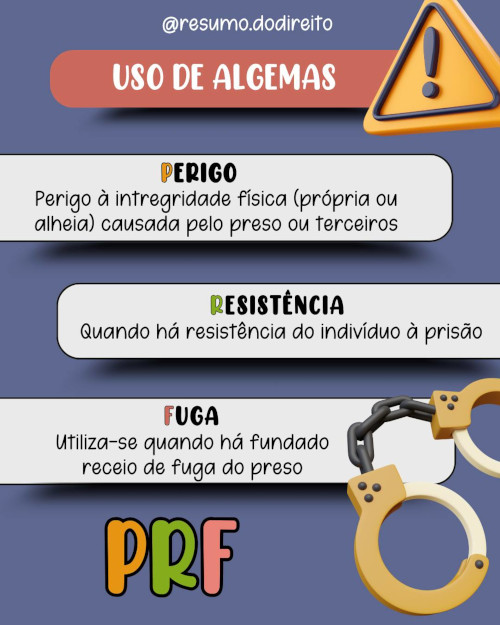 @resumo.dodireito
USO DE ALGEMAS
PERIGO
Perigo à intregridade física (própria ou
alheia) causada pelo preso ou terceiros
RESISTÊNCIA
Quando há resistência do indivíduo à prisão
FUGA
Utiliza-se quando há fundado
receio de fuga do preso
PRF